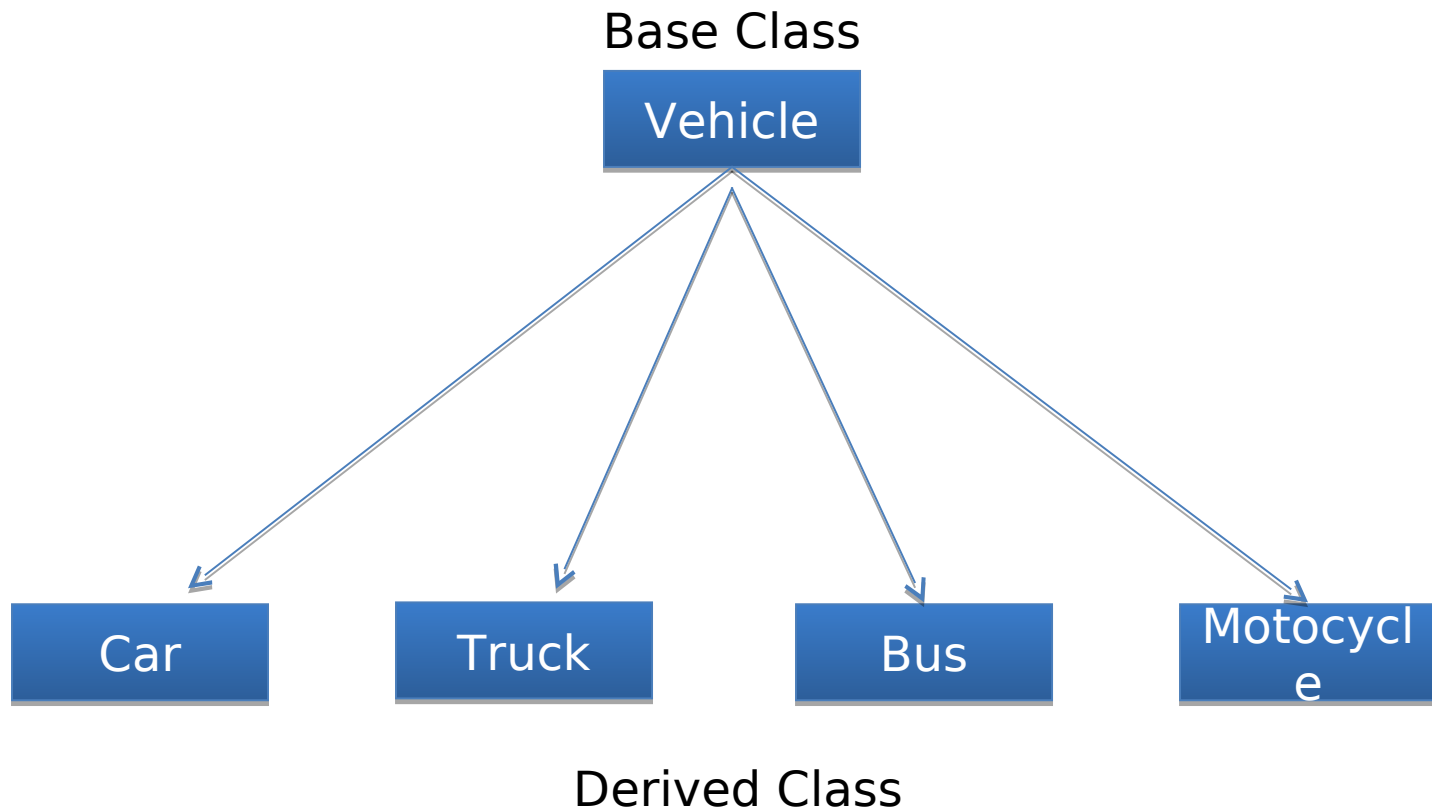 Base Class
Vehicle
Car
Truck
Bus
Motocycl
e
Derived Class